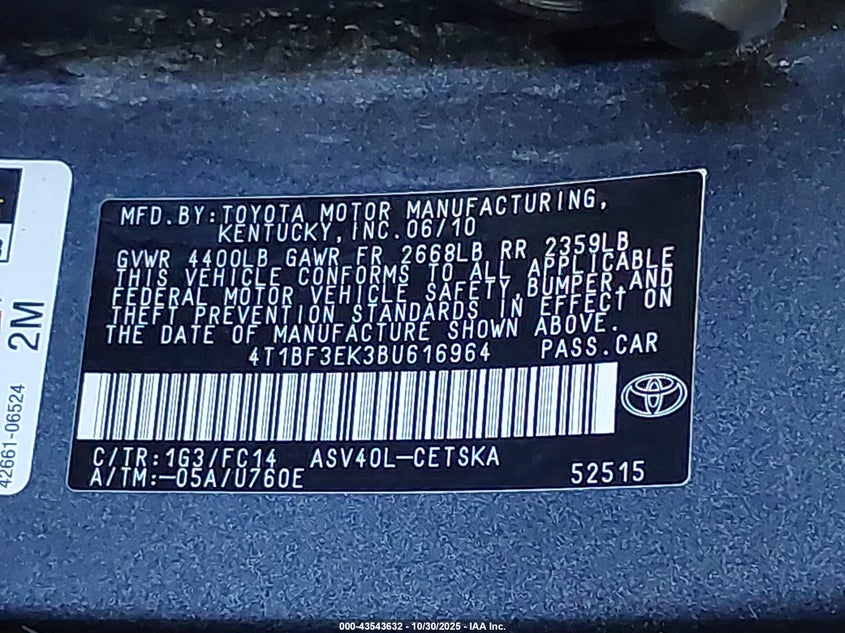 MFD.BY:TOYOTA MOTOR MANUFACTURING,
KENTUCKY,INC.06/10
GVWR 4400LB GAWR FR 2668LB RR 2359LB
THIS VEHICLE CONFORMS TO ALL APPLICABLE
FEDERAL MOTOR VEHICLE SAFETY,BUMPER,AND
THEFT PREVENTION STANDARDS IN EFFECT ON
THE DATE OF MANUFACTURE SHOWN ABOVE.
4T1BF3EK3BU616964 PASS.CAR
C/TR:1G3/FC14 ASV40L-CETSKA
A/TM:-05A/U760E 52515
2M
42661-06524
000-43543632 - 10/30/2025 - IAA Inc.